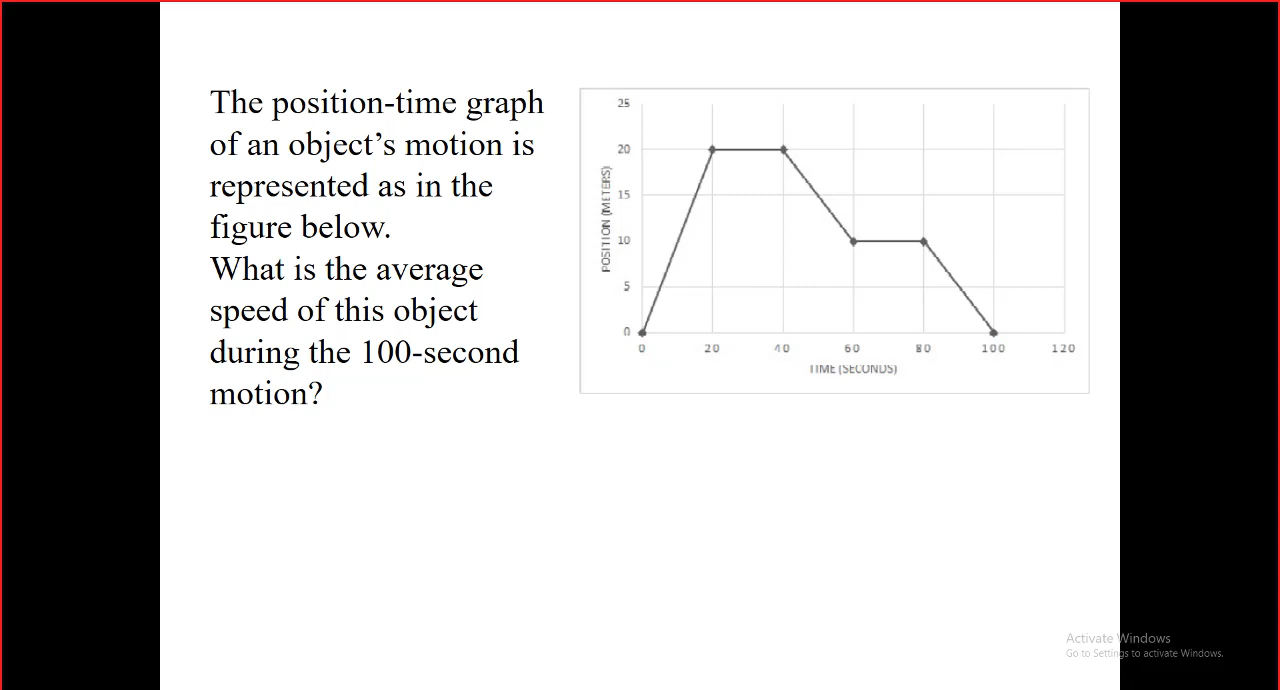 The position-time graph
of an object’s motion is
represented as in the
figure below.
What is the average
speed of this object
during the 100-second
motion?
25
20
15
10
5
0
POSITION (METERS)
0 20 40 60 80 100 120
TIME (SECONDS)
Activate Windows
Go to Settings to activate Windows.